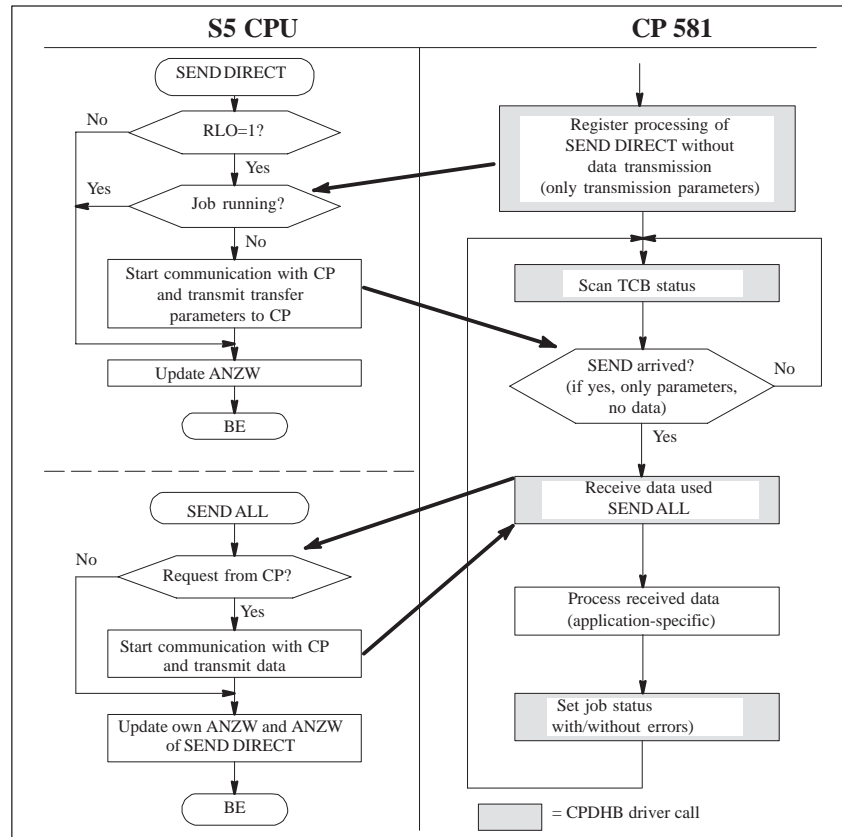 S5 CPU
SEND DIRECT
No
RLO=1?
Yes
Yes
Job running?
No
Start communication with CP
and transmit transfer
parameters to CP
Update ANZW
BE
SEND ALL
No
Request from CP?
Yes
Start communication with CP
and transmit data
Update own ANZW and ANZW
of SEND DIRECT
BE
CP 581
Register processing of
SEND DIRECT without
data transmission
(only transmission parameters)
Scan TCB status
SEND arrived?
(if yes, only parameters,
no data)
No
Yes
Receive data used
SEND ALL
Process received data
(application-specific)
Set job status
with/without errors)
= CPDHB driver call